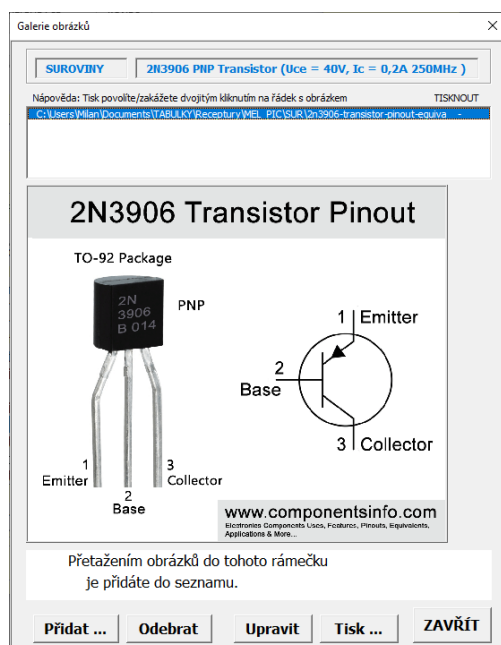 Galerie obrázků
SUROVINY
2N3906 PNP Transistor (Uce = 40V, Ic = 0,2A 250MHz )
Nápověda: Tisk povolíte/zakážete dvojitým kliknutím na řádek s obrázkem
TISKNOUT
C:\Users\Milan\Documents\TABULKY\Receptury\MEL_PIC\SUR\2n3906-transistor-pinout-equiva -
2N3906 Transistor Pinout
TO-92 Package
2N
3906
B 014
PNP
1 Emitter
2
Base
3 Collector
1
Emitter
2
Base
3
Collector
www.componentsinfo.com
Electronics Components Uses, Features, Pinouts, Equivalents,
Applications & More...
Přetažením obrázků do tohoto rámečku
je přidáte do seznamu.
Přidat ...
Odebrat
Upravit
Tisk ...
ZAVŘÍT